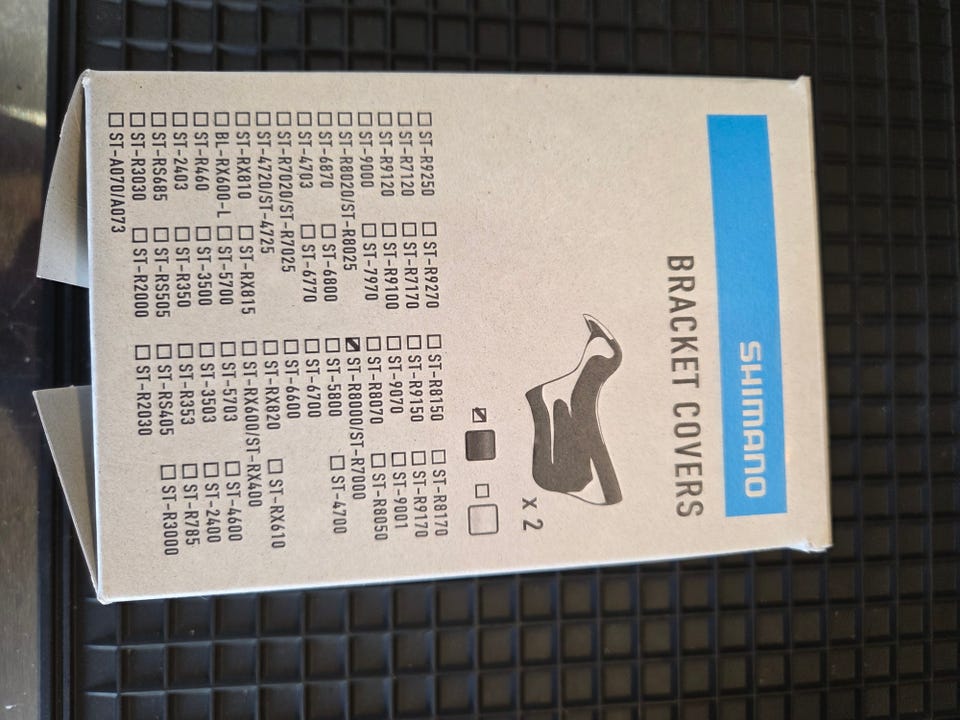 SHIMANO
BRACKET COVERS
x 2
ST-R9250 ST-R9270 ST-R8150 ST-R8170
ST-R7120 ST-R7170 ST-R9150 ST-R9170
ST-R9120 ST-R9100 ST-9070 ST-9001
ST-9000 ST-7970 ST-R8070 ST-R8050
ST-R8020/ST-R8025 ST-R8000/ST-R7000
ST-6870 ST-6800 ST-5800 ST-4700
ST-4703 ST-6770 ST-6700
ST-R7020/ST-R7025 ST-6600
ST-4720/ST-4725 ST-RX820 ST-RX610
ST-RX810 ST-RX815 ST-RX600/ST-RX400
BL-RX600-L ST-5700 ST-5703 ST-4600
ST-R460 ST-3500 ST-3503 ST-2400
ST-2403 ST-R350 ST-R353 ST-R785
ST-RS685 ST-RS505 ST-RS405 ST-R3000
ST-R3030 ST-R2000 ST-R2030
ST-A070/A073